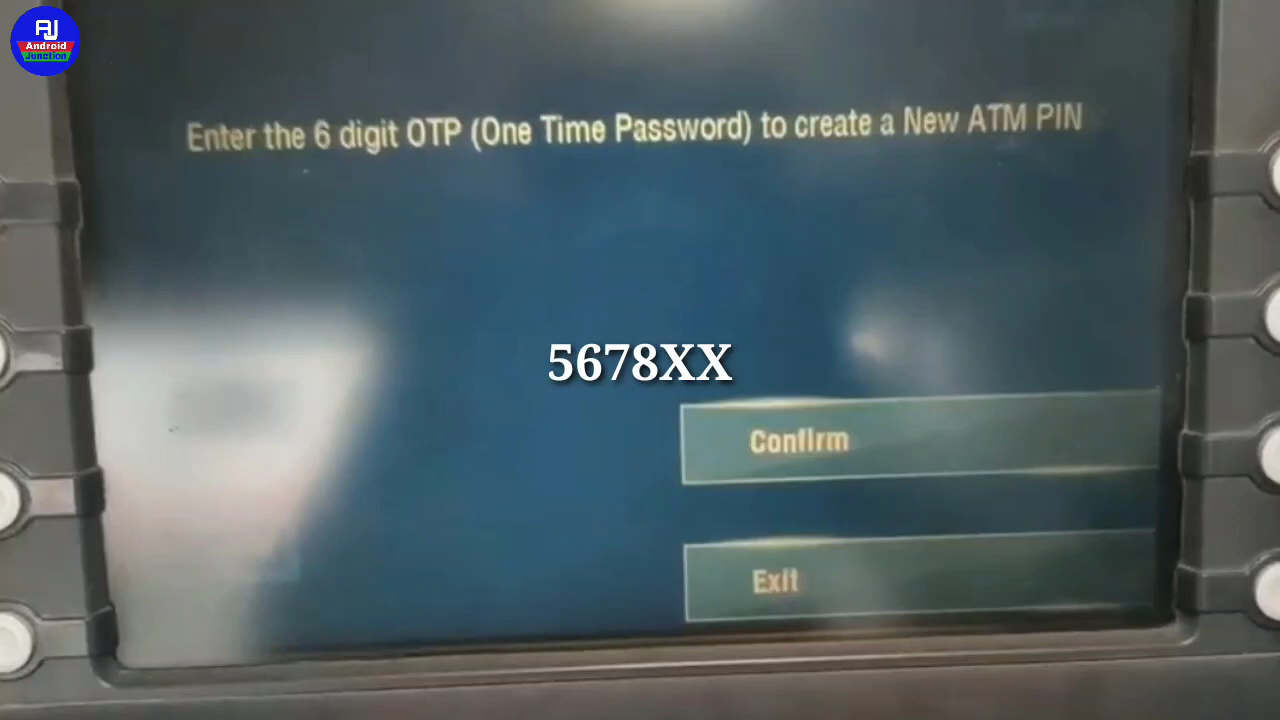 AJ
Android
Junction
Enter the 6 digit OTP (One Time Password) to create a New ATM PIN
5678XX
Confirm
Exit